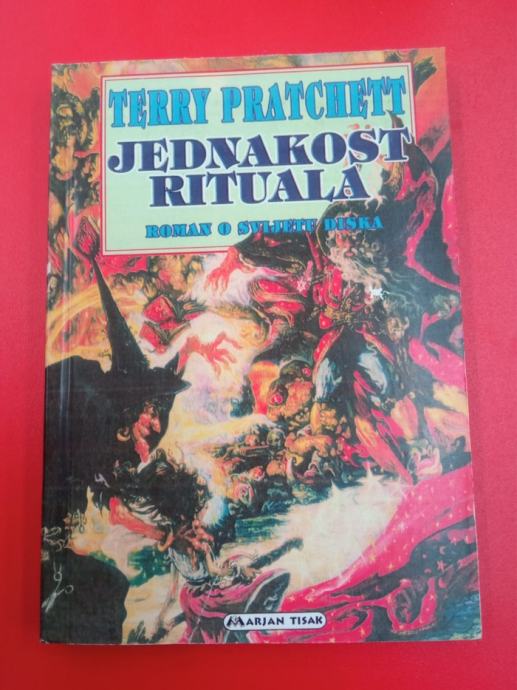 TERRY PRATCHETT
JEDNAKOST
RITUALA
ROMAN O SVIJETU DISKA
MARJAN TISAK